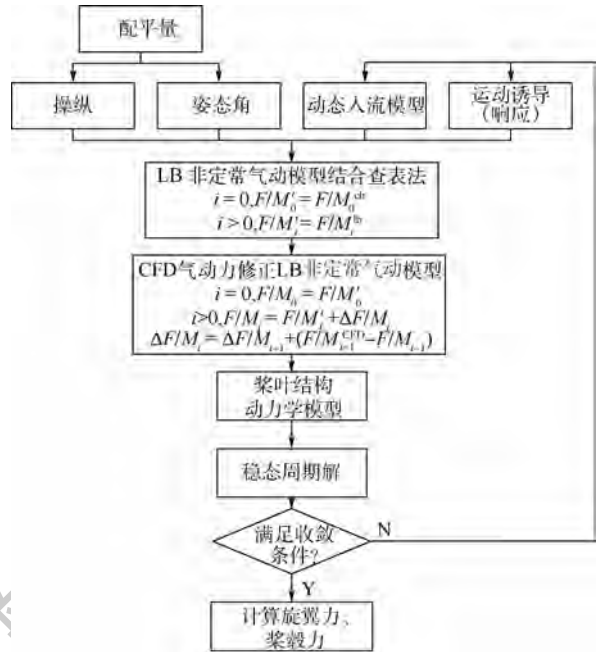 配平量
操纵
姿态角
动态入流模型
运动诱导
(响应)
LB 非定常气动模型结合查表法
i = 0,F/M′₀ = F/M₀ᶜᶠᵇ
i > 0,F/M′ᵢ = F/Mᵢˡᵇ
CFD气动力修正LB非定常气动模型
i = 0,F/M₀ = F/M′₀
i>0,F/Mᵢ = F/M′ᵢ +ΔF/Mᵢ
ΔF/Mᵢ = ΔF/Mᵢ₋₁+(F/Mᵢ₋₁ᶜᶠᴰ−F/Mᵢ₋₁)
桨叶结构
动力学模型
稳态周期解
满足收敛
条件?
N
Y
计算旋翼力、
桨毂力